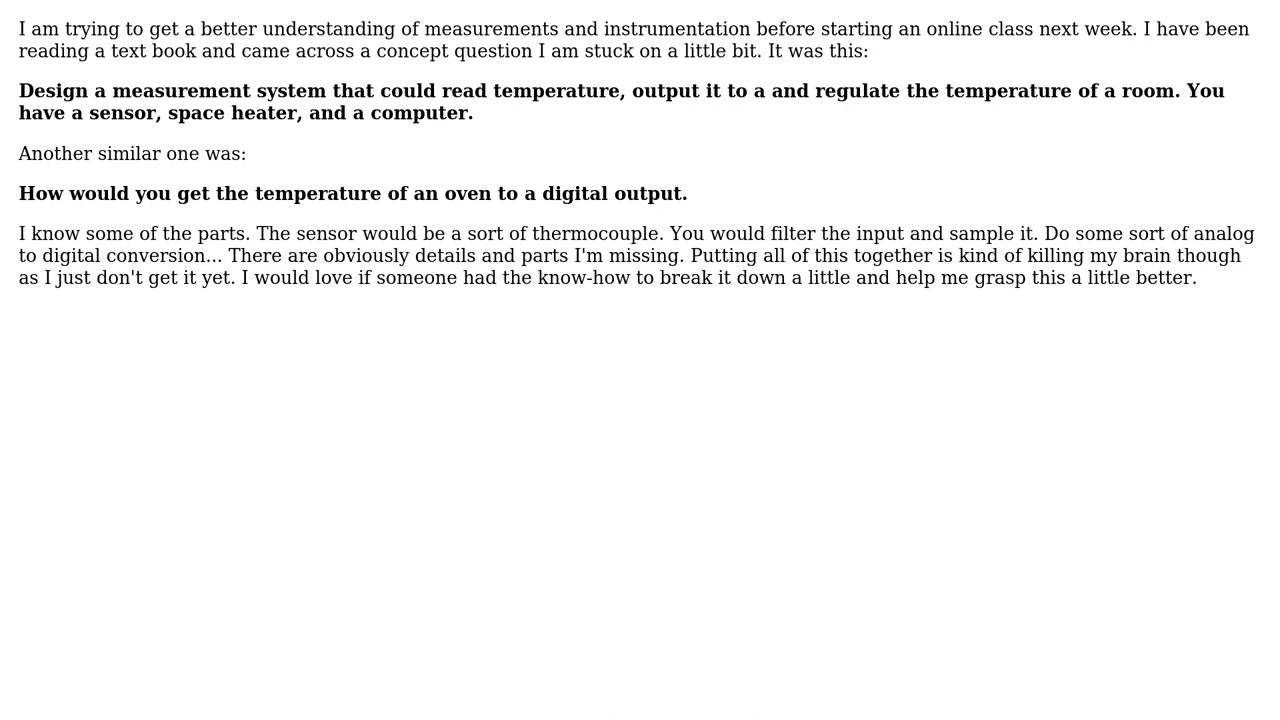 I am trying to get a better understanding of measurements and instrumentation before starting an online class next week. I have been
reading a text book and came across a concept question I am stuck on a little bit. It was this:
Design a measurement system that could read temperature, output it to a and regulate the temperature of a room. You
have a sensor, space heater, and a computer.
Another similar one was:
How would you get the temperature of an oven to a digital output.
I know some of the parts. The sensor would be a sort of thermocouple. You would filter the input and sample it. Do some sort of analog
to digital conversion... There are obviously details and parts I'm missing. Putting all of this together is kind of killing my brain though
as I just don't get it yet. I would love if someone had the know-how to break it down a little and help me grasp this a little better.